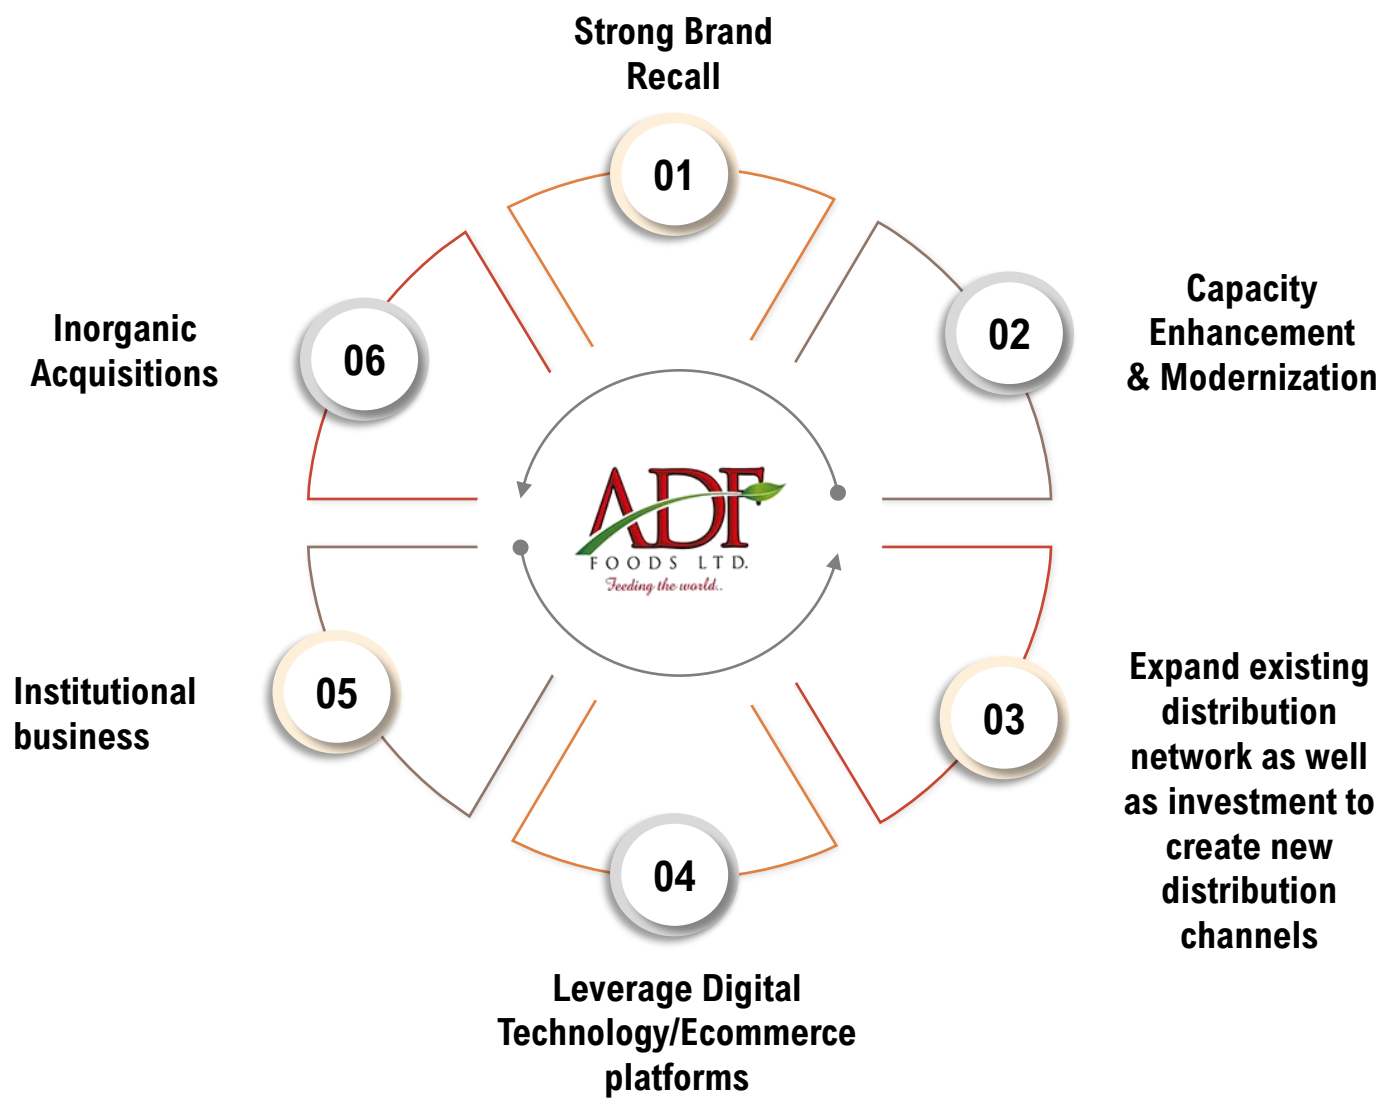 Strong Brand
Recall
01
02
Capacity
Enhancement
& Modernization
03
Expand existing
distribution
network as well
as investment to
create new
distribution
channels
04
Leverage Digital
Technology/Ecommerce
platforms
05
Institutional
business
06
Inorganic
Acquisitions
ADF
FOODS LTD.
Feeding the world..